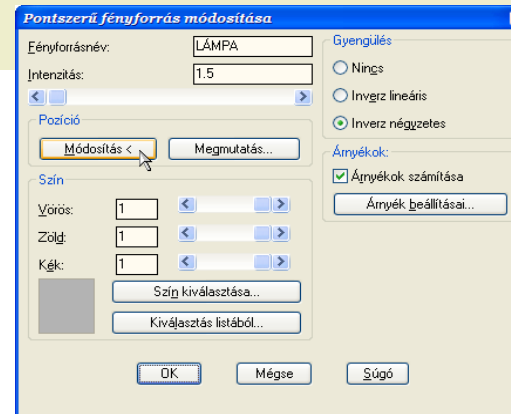 Pontszerű fényforrás módosítása
Fényforrásnév: LÁMPA
Intenzitás: 1.5
Pozíció
Módosítás < Megmutatás...
Szín
Vörös: 1
Zöld: 1
Kék: 1
Szín kiválasztása...
Kiválasztás listából...
Gyengülés
Nincs
Inverz lineáris
Inverz négyzetes
Árnyékok:
Árnyékok számítása
Árnyék beállításai...
OK Mégse Súgó